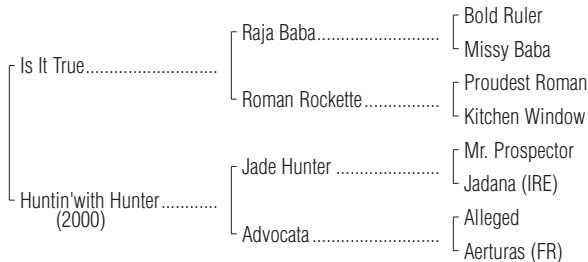 Bold Ruler
Raja Baba
Missy Baba
Is It True
Proudest Roman
Roman Rockette
Kitchen Window
Mr. Prospector
Jade Hunter
Jadana (IRE)
Huntin'with Hunter
(2000)
Alleged
Advocata
Aerturas (FR)